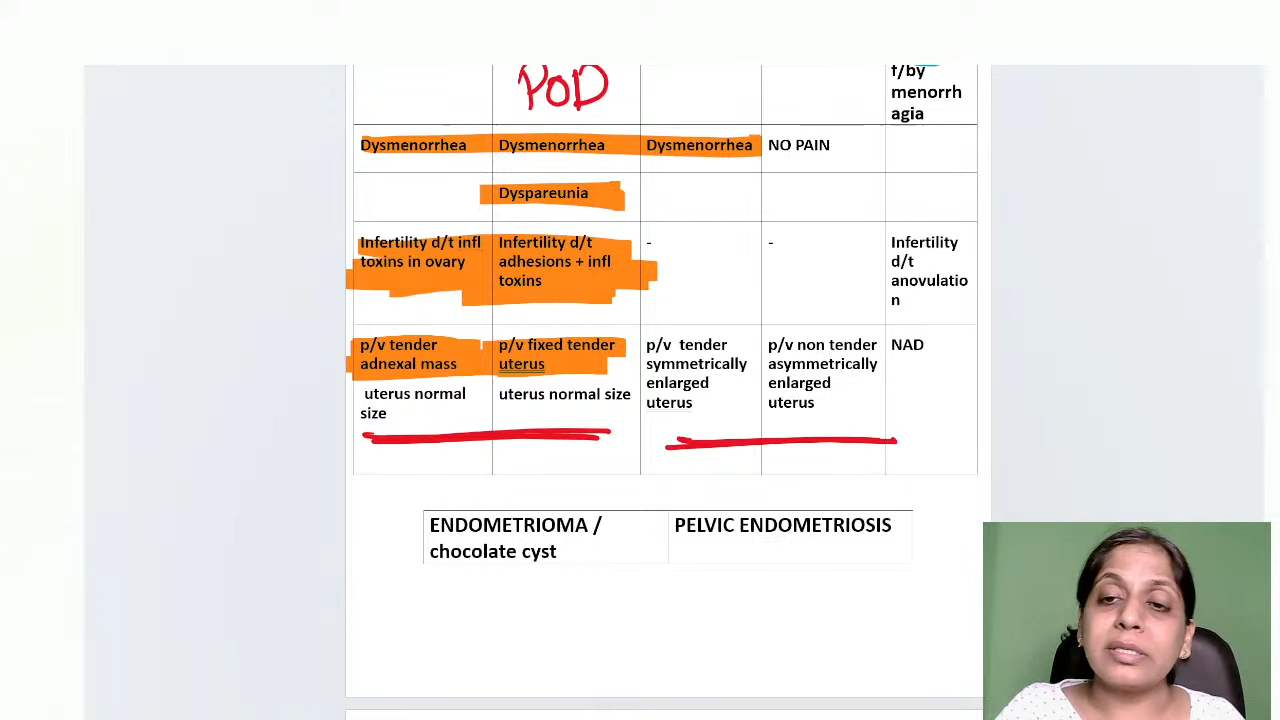 POD
f/by
menorrh
agia
Dysmenorrhea
Dysmenorrhea
Dysmenorrhea
NO PAIN
Dyspareunia
Infertility d/t infl
toxins in ovary
Infertility d/t
adhesions + infl
toxins
-
-
Infertility
d/t
anovulatio
n
p/v tender
adnexal mass
uterus normal
size
p/v fixed tender
uterus
uterus normal size
p/v tender
symmetrically
enlarged
uterus
p/v non tender
asymmetrically
enlarged
uterus
NAD
ENDOMETRIOMA /
chocolate cyst
PELVIC ENDOMETRIOSIS